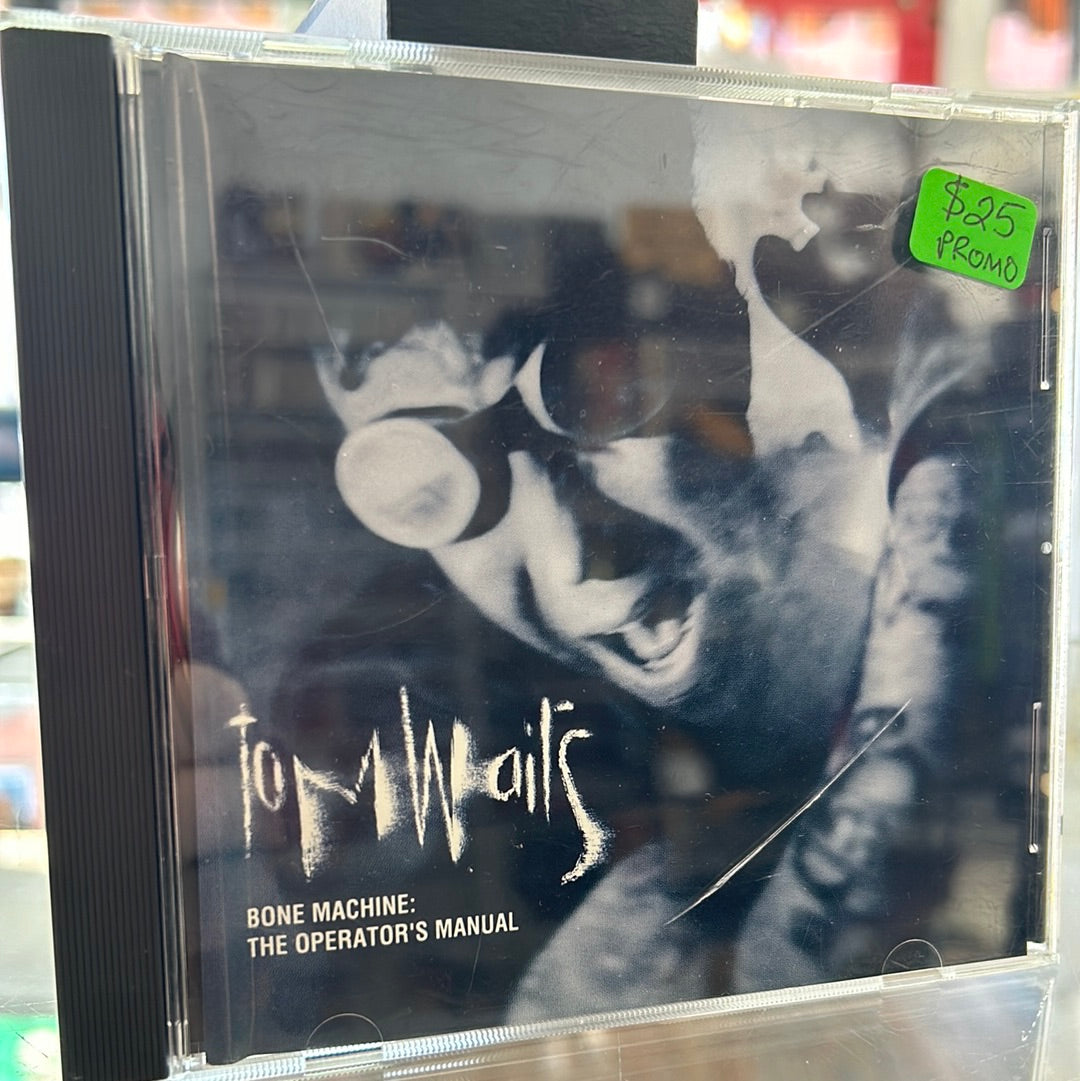 $25
PROMO
Tom Waits
BONE MACHINE:
THE OPERATOR'S MANUAL